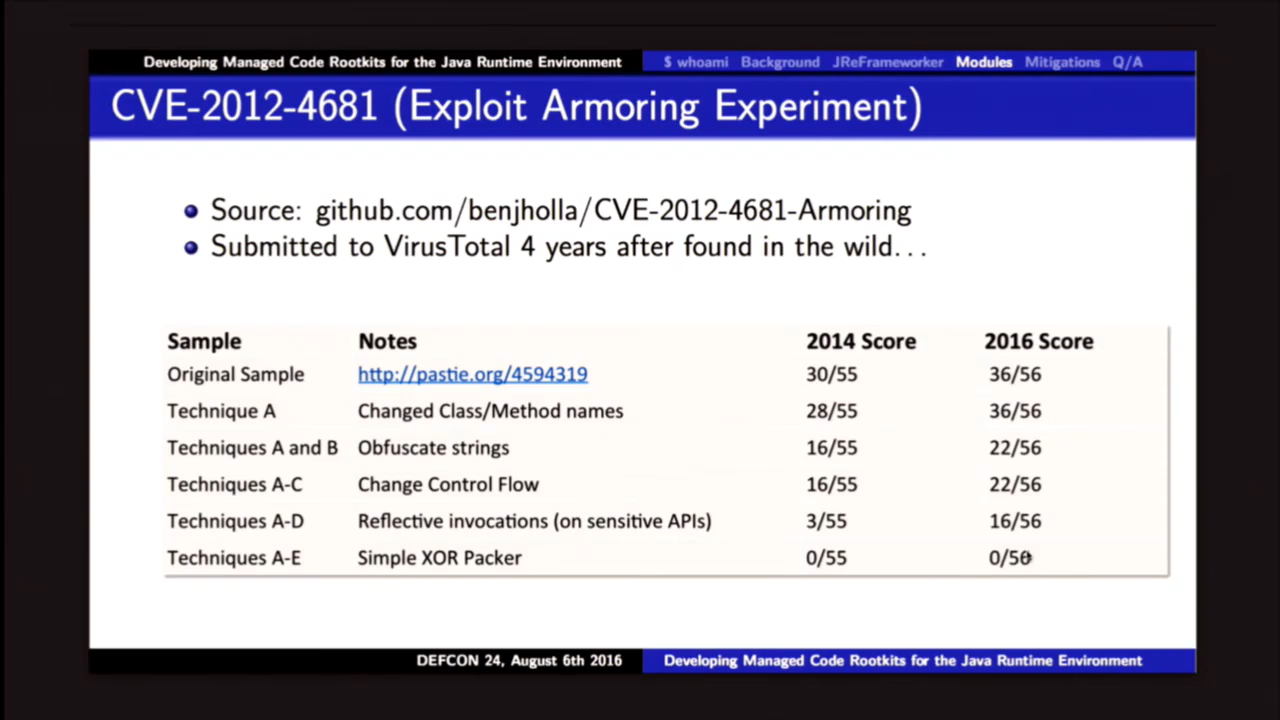 Developing Managed Code Rootkits for the Java Runtime Environment $ whoami Background JReFrameworker Modules Mitigations Q/A
CVE-2012-4681 (Exploit Armoring Experiment)
Source: github.com/benjholla/CVE-2012-4681-Armoring
Submitted to VirusTotal 4 years after found in the wild...
Sample Notes 2014 Score 2016 Score
Original Sample http://pastie.org/4594319 30/55 36/56
Technique A Changed Class/Method names 28/55 36/56
Techniques A and B Obfuscate strings 16/55 22/56
Techniques A-C Change Control Flow 16/55 22/56
Techniques A-D Reflective invocations (on sensitive APIs) 3/55 16/56
Techniques A-E Simple XOR Packer 0/55 0/56
DEFCON 24, August 6th 2016 Developing Managed Code Rootkits for the Java Runtime Environment